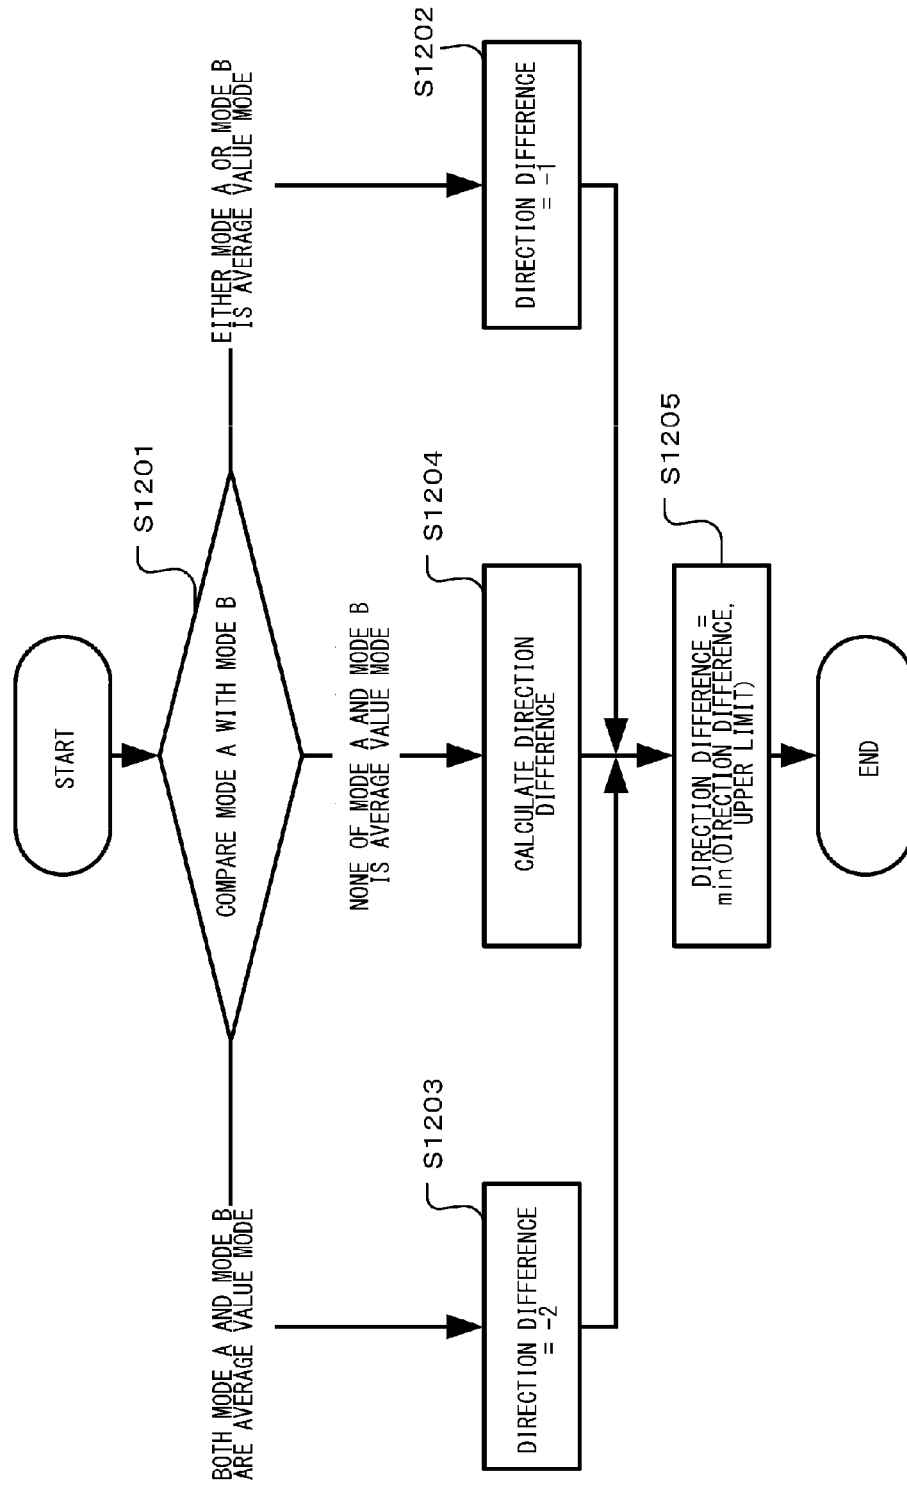 START
COMPARE MODE A WITH MODE B
S1201
BOTH MODE A AND MODE B
ARE AVERAGE VALUE MODE
NONE OF MODE A AND MODE B
IS AVERAGE VALUE MODE
EITHER MODE A OR MODE B
IS AVERAGE VALUE MODE
S1203
DIRECTION DIFFERENCE
= -2
S1204
CALCULATE DIRECTION
DIFFERENCE
S1202
DIRECTION DIFFERENCE
= -1
S1205
DIRECTION DIFFERENCE =
min(DIRECTION DIFFERENCE,
UPPER LIMIT)
END